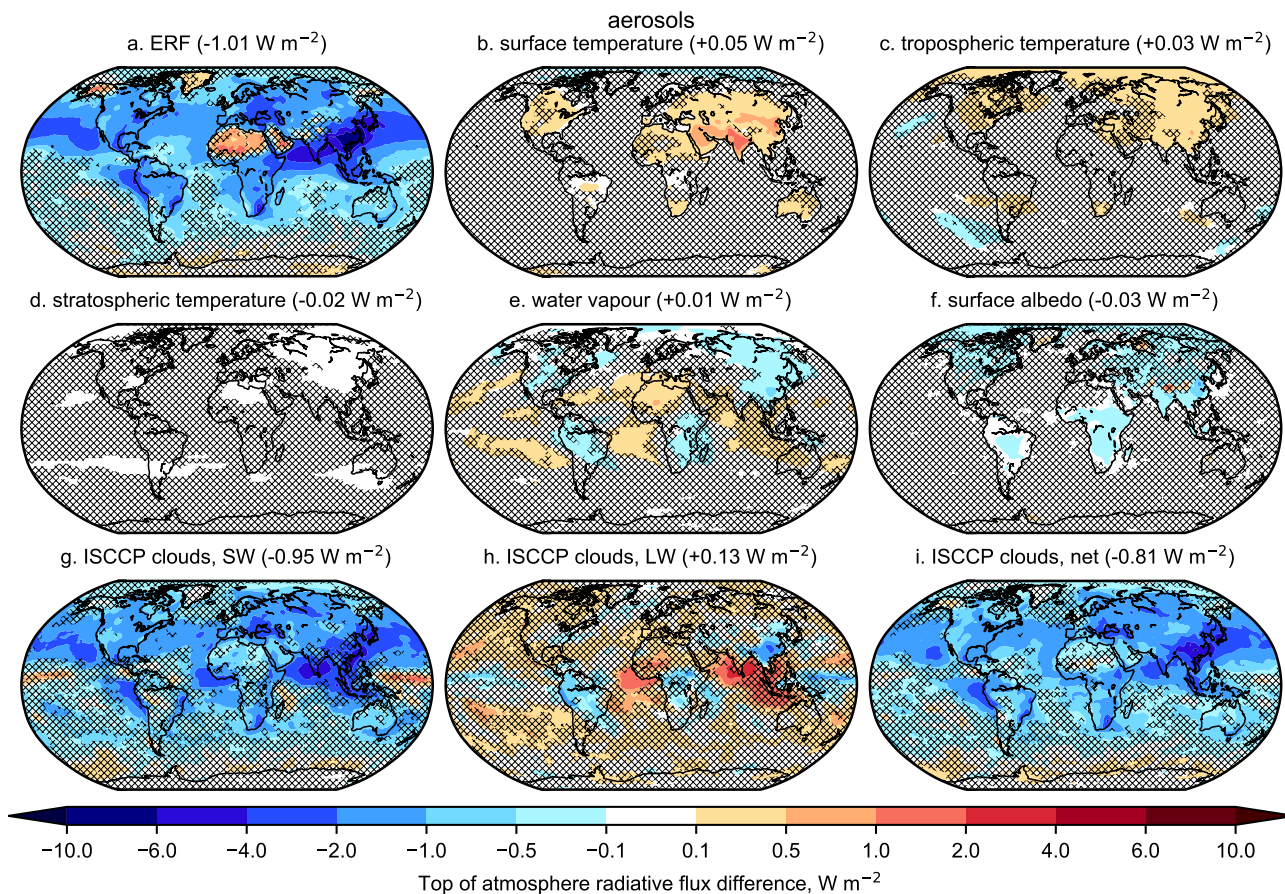 aerosols
a. ERF (-1.01 W m⁻²)
b. surface temperature (+0.05 W m⁻²)
c. tropospheric temperature (+0.03 W m⁻²)
d. stratospheric temperature (-0.02 W m⁻²)
e. water vapour (+0.01 W m⁻²)
f. surface albedo (-0.03 W m⁻²)
g. ISCCP clouds, SW (-0.95 W m⁻²)
h. ISCCP clouds, LW (+0.13 W m⁻²)
i. ISCCP clouds, net (-0.81 W m⁻²)
−10.0 −6.0 −4.0 −2.0 −1.0 −0.5 −0.1 0.1 0.5 1.0 2.0 4.0 6.0 10.0
Top of atmosphere radiative flux difference, W m⁻²